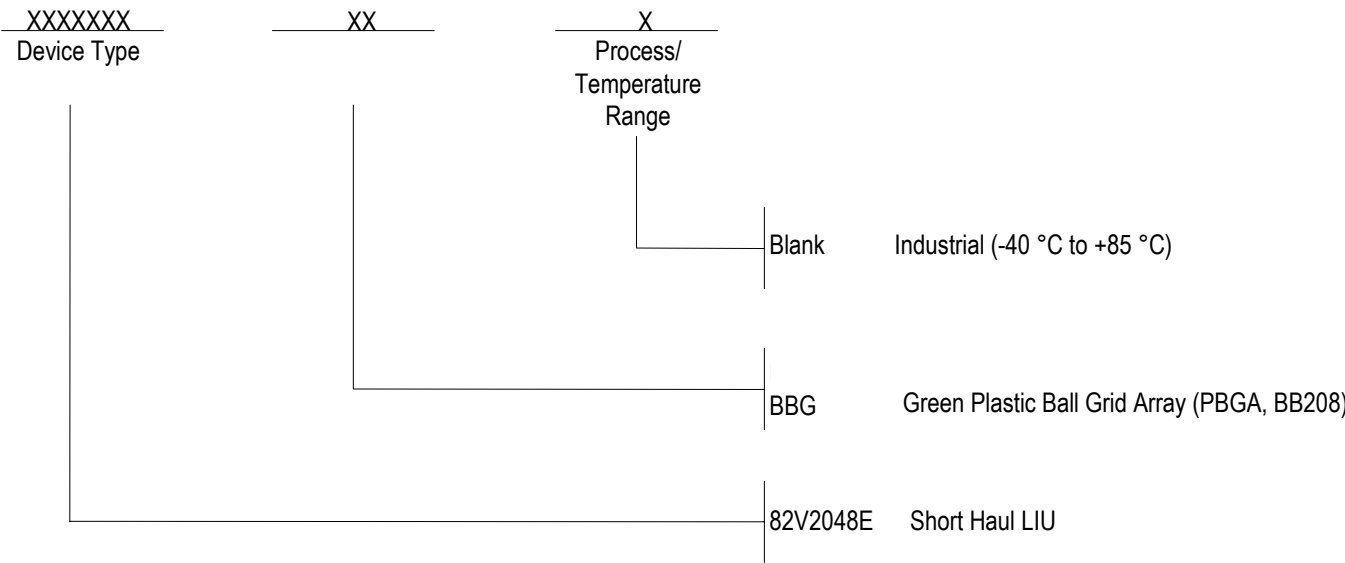 XXXXXXX XX X
Device Type
Process/
Temperature
Range
Blank Industrial (-40 °C to +85 °C)
BBG Green Plastic Ball Grid Array (PBGA, BB208)
82V2048E Short Haul LIU